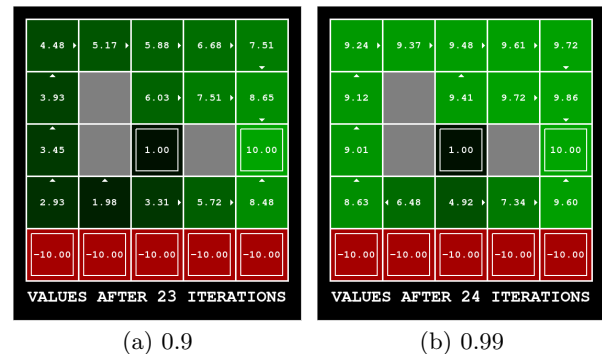 4.48 5.17 5.88 6.68 7.51
3.93 6.03 7.51 8.65
3.45 1.00 10.00
2.93 1.98 3.31 5.72 8.48
-10.00 -10.00 -10.00 -10.00 -10.00
VALUES AFTER 23 ITERATIONS
(a) 0.9
9.24 9.37 9.48 9.61 9.72
9.12 9.41 9.72 9.86
9.01 1.00 10.00
8.63 6.48 4.92 7.34 9.60
-10.00 -10.00 -10.00 -10.00 -10.00
VALUES AFTER 24 ITERATIONS
(b) 0.99